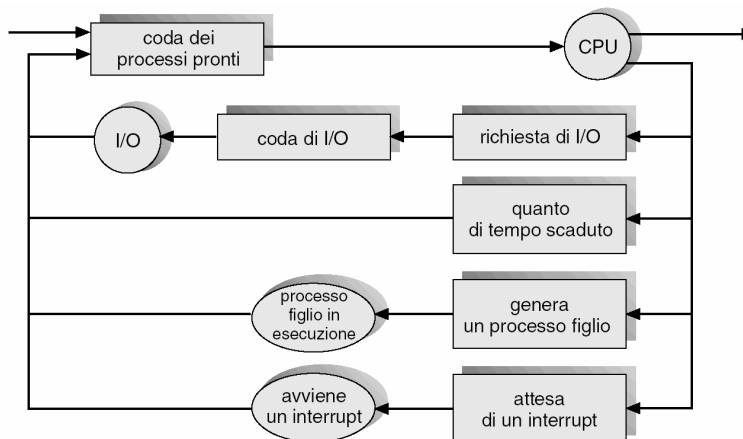 coda dei
processi pronti
CPU
I/O
coda di I/O
richiesta di I/O
quanto
di tempo scaduto
processo
figlio in
esecuzione
genera
un processo figlio
avviene
un interrupt
attesa
di un interrupt